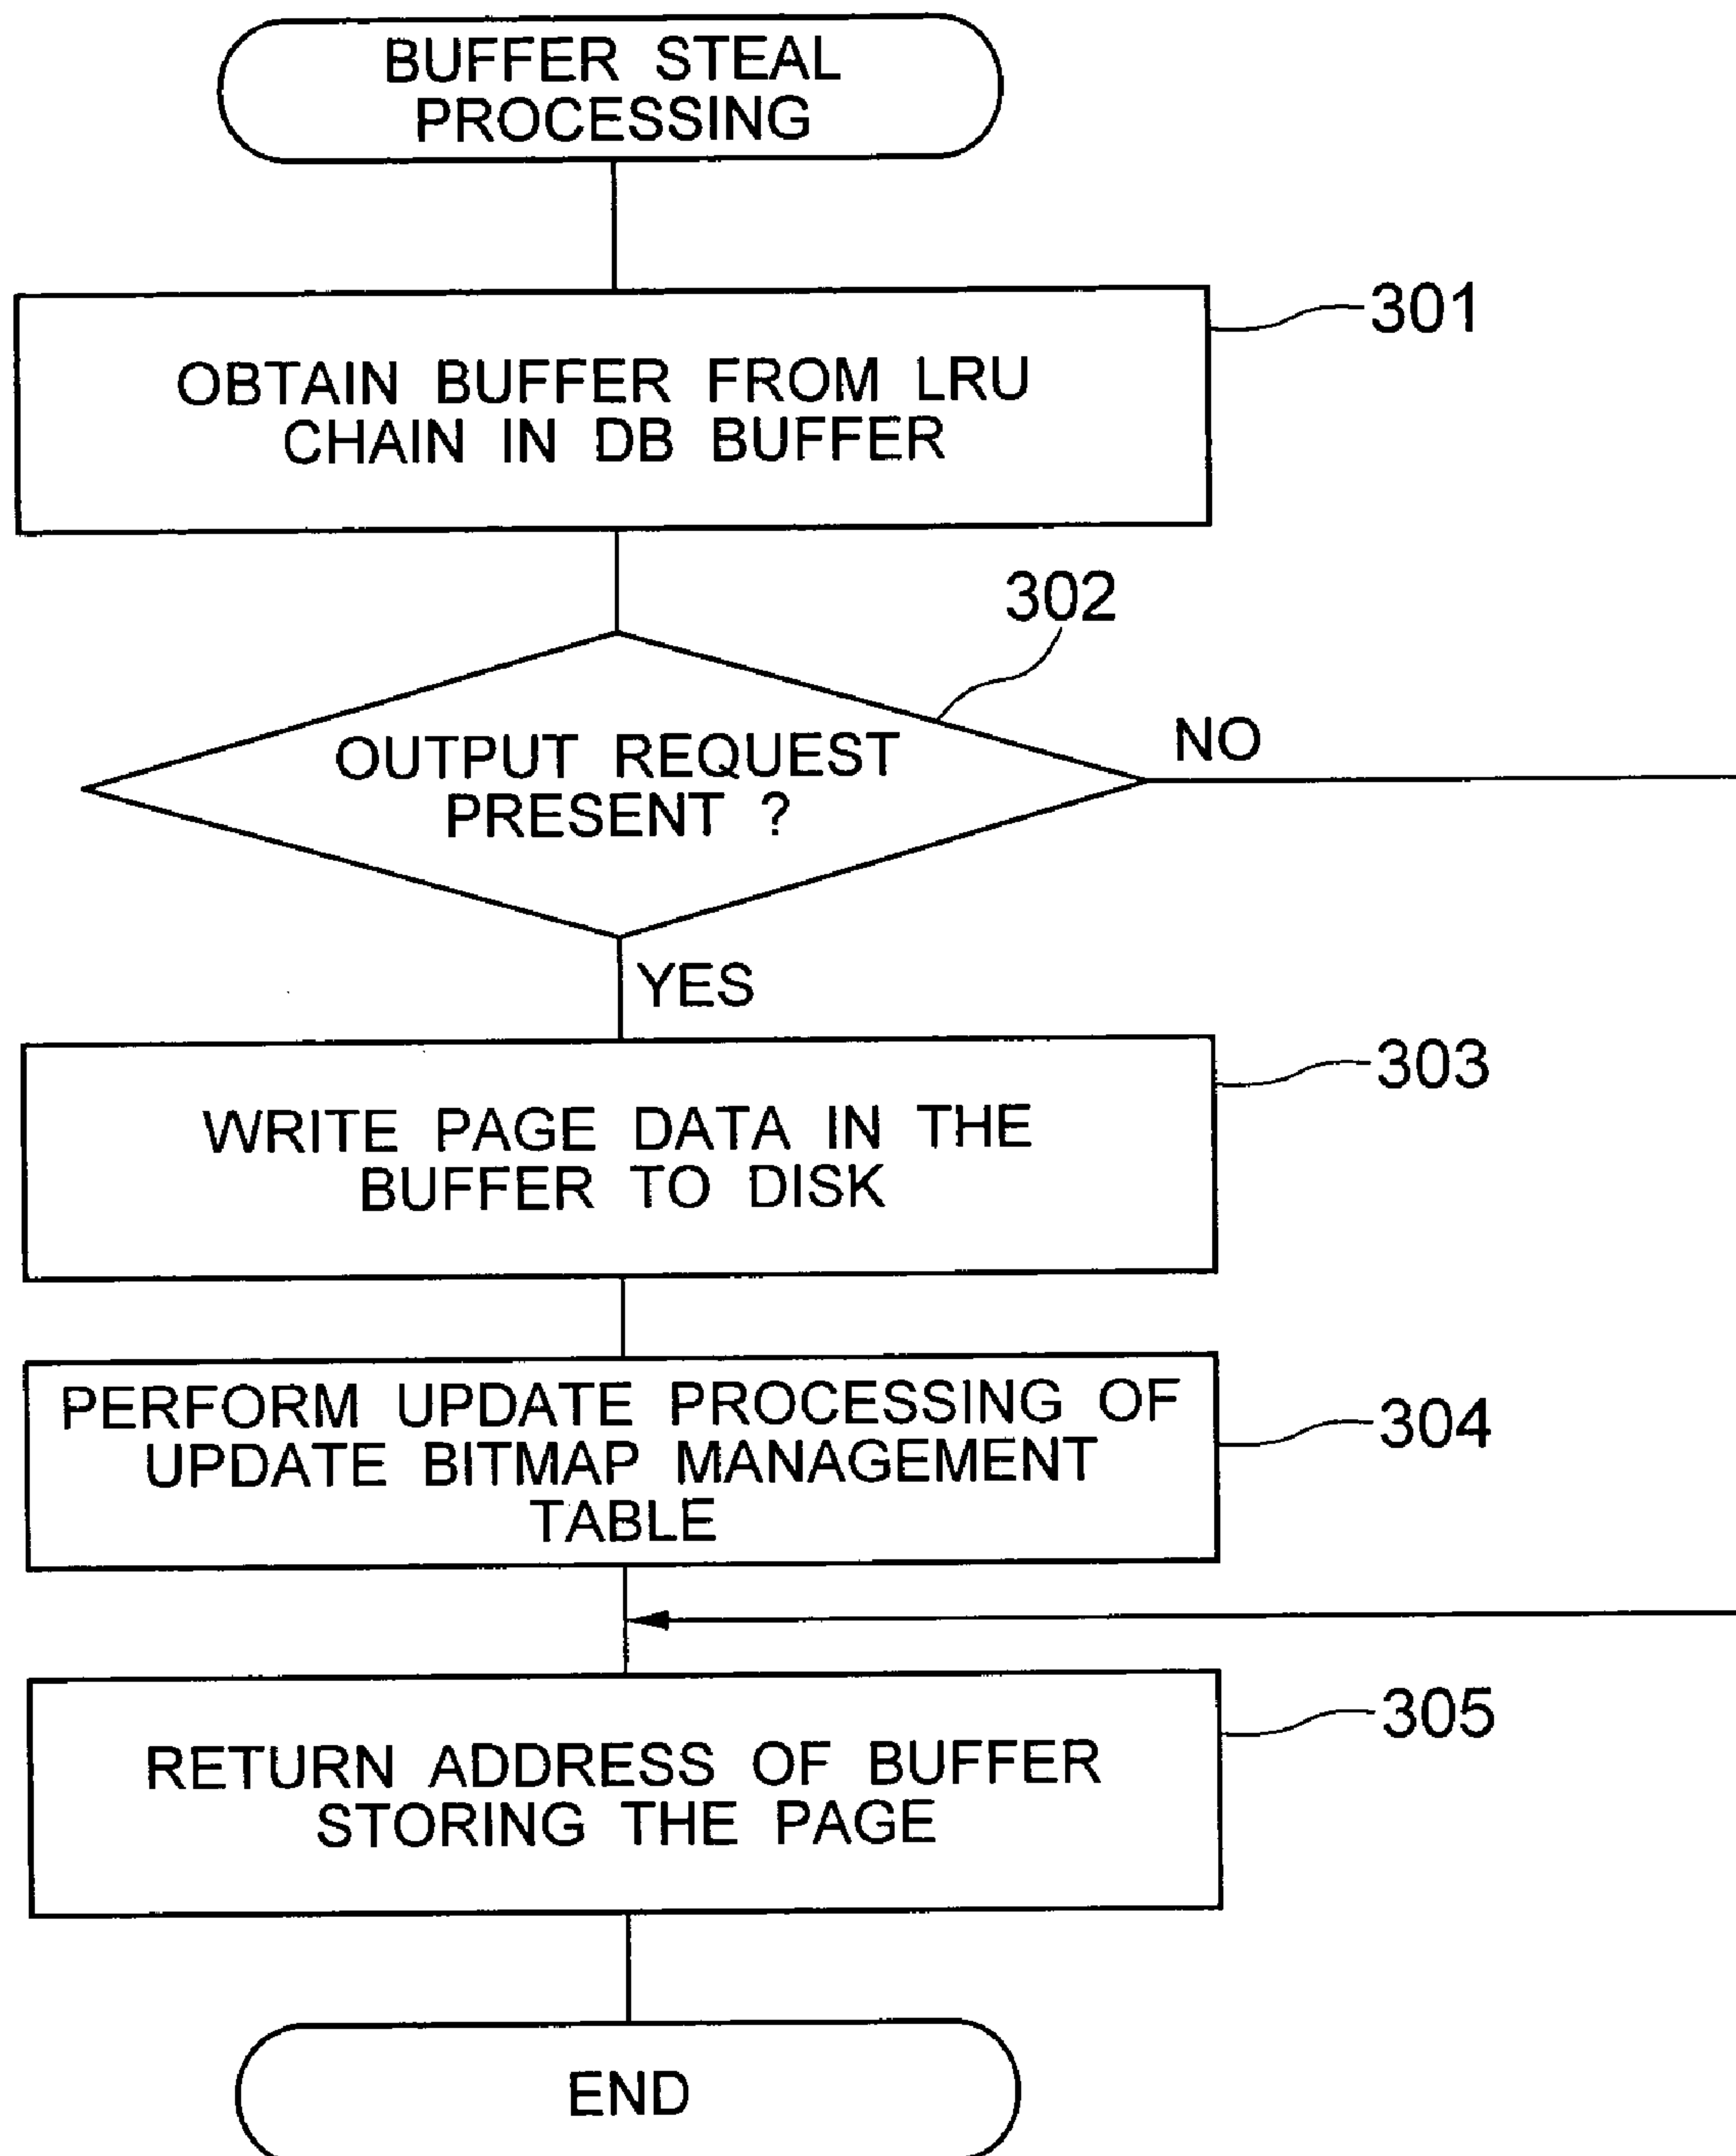 BUFFER STEAL
PROCESSING
301
OBTAIN BUFFER FROM LRU
CHAIN IN DB BUFFER
302
OUTPUT REQUEST
PRESENT ?
NO
YES
303
WRITE PAGE DATA IN THE
BUFFER TO DISK
304
PERFORM UPDATE PROCESSING OF
UPDATE BITMAP MANAGEMENT
TABLE
305
RETURN ADDRESS OF BUFFER
STORING THE PAGE
END